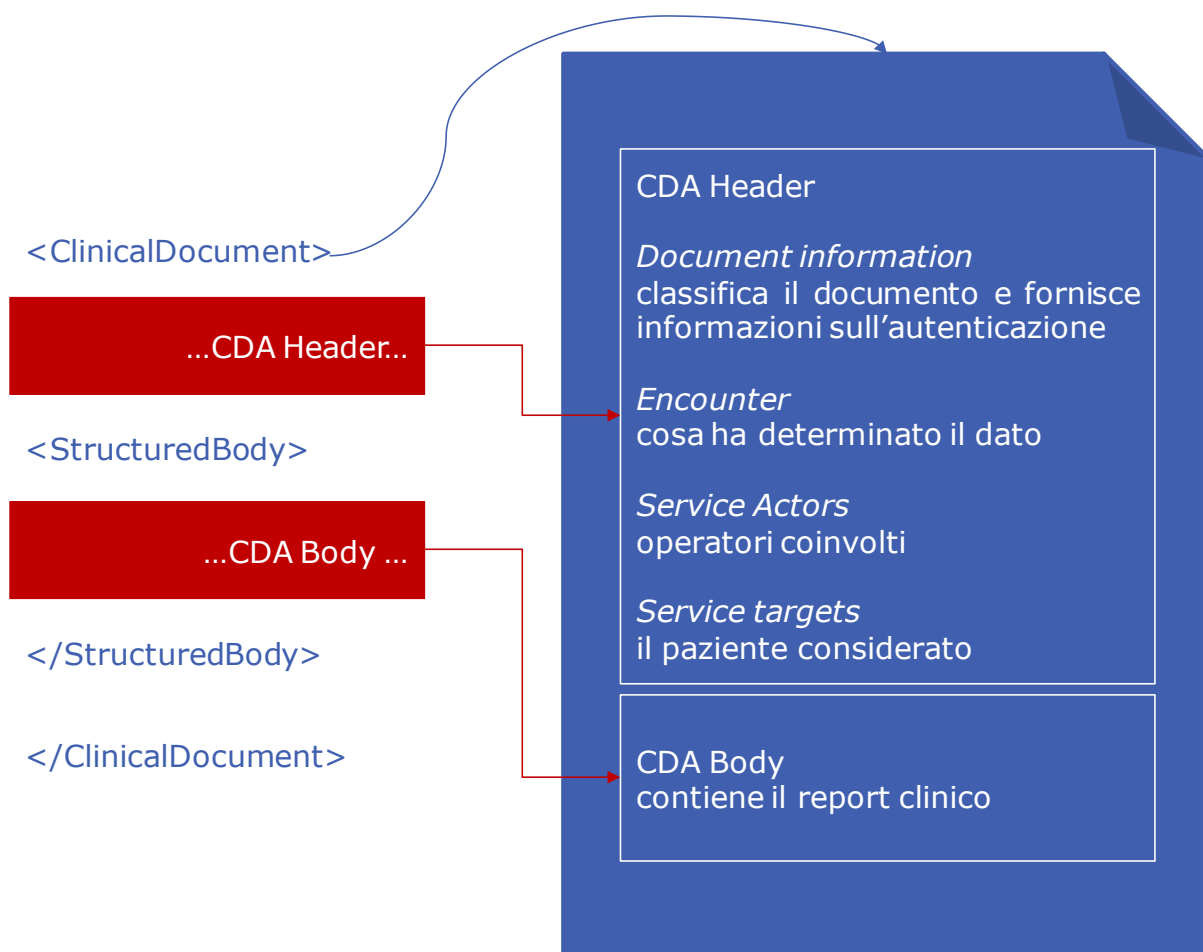 <ClinicalDocument>
...CDA Header...
<StructuredBody>
...CDA Body ...
</StructuredBody>
</ClinicalDocument>
CDA Header
Document information
classifica il documento e fornisce
informazioni sull’autenticazione
Encounter
cosa ha determinato il dato
Service Actors
operatori coinvolti
Service targets
il paziente considerato
CDA Body
contiene il report clinico